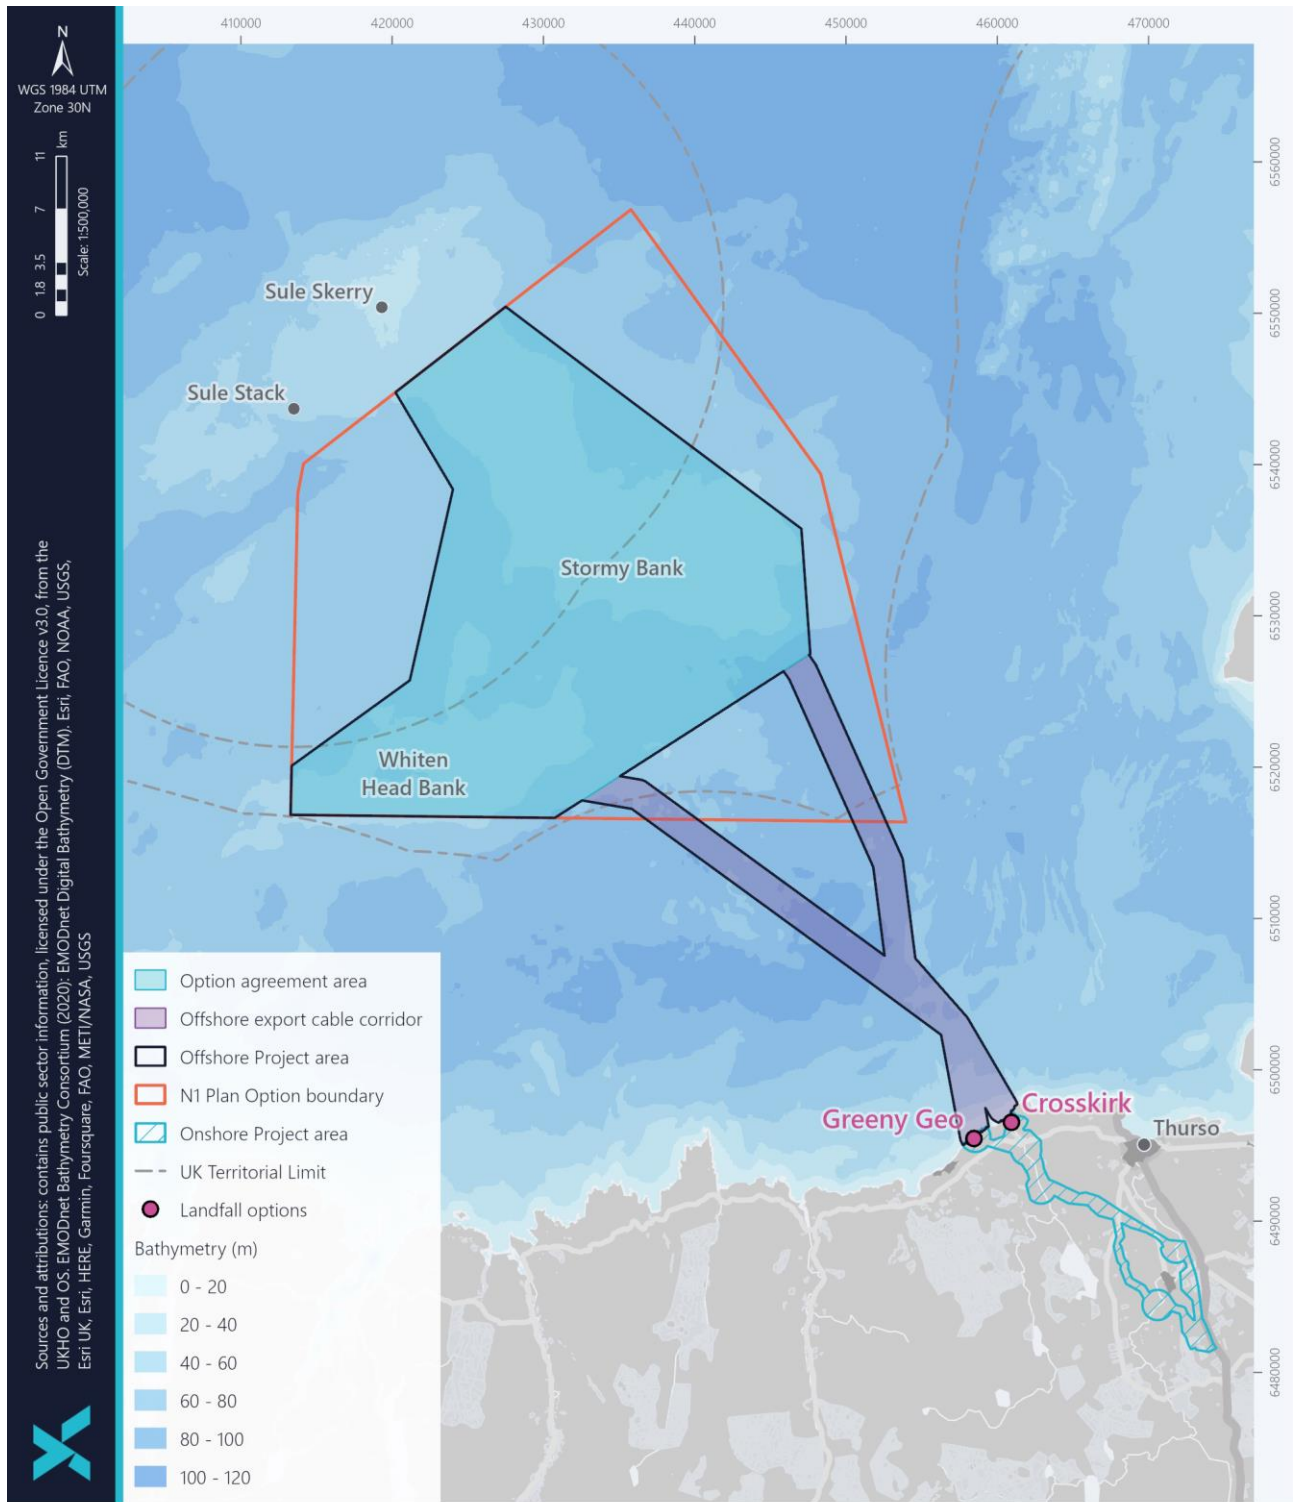 410000 420000 430000 440000 450000 460000 470000
N
WGS 1984 UTM
Zone 30N
0 1.8 3.5 7 11 km
Scale: 1:500,000
Sources and attributions: contains public sector information, licensed under the Open Government Licence v3.0, from the
UKHO and OS. EMODnet Bathymetry Consortium (2020): EMODnet Digital Bathymetry (DTM). Esri, FAO, NOAA, USGS,
Esri UK, Esri, HERE, Garmin, Foursquare, FAO, METI/NASA, USGS
6560000
6550000
6540000
6530000
6520000
6510000
6500000
6490000
6480000
Sule Skerry
Sule Stack
Stormy Bank
Whiten
Head Bank
Greeny Geo
Crosskirk
Thurso
Option agreement area
Offshore export cable corridor
Offshore Project area
N1 Plan Option boundary
Onshore Project area
UK Territorial Limit
Landfall options
Bathymetry (m)
0 - 20
20 - 40
40 - 60
60 - 80
80 - 100
100 - 120